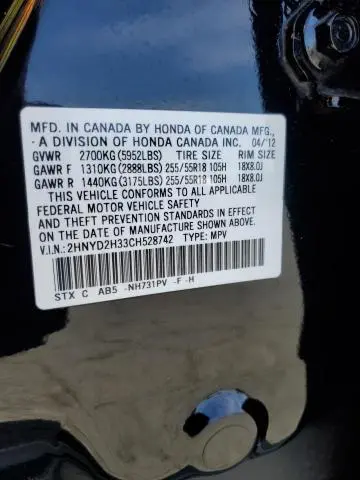 MFD. IN CANADA BY HONDA OF CANADA MFG.,
- A DIVISION OF HONDA CANADA INC. 04/12
GVWR 2700KG (5952LBS) TIRE SIZE RIM SIZE
GAWR F 1310KG (2888LBS) 255/55R18 105H 18X8.0J
GAWR R 1440KG (3175LBS) 255/55R18 105H 18X8.0J
THIS VEHICLE CONFORMS TO ALL APPLICABLE
FEDERAL MOTOR VEHICLE SAFETY AND
THEFT PREVENTION STANDARDS IN EFFECT ON
THE DATE OF MANUFACTURE SHOWN ABOVE.
V.I.N.: 2HNYD2H33CH528742 TYPE: MPV
STX C AB5 -NH731PV -F -H